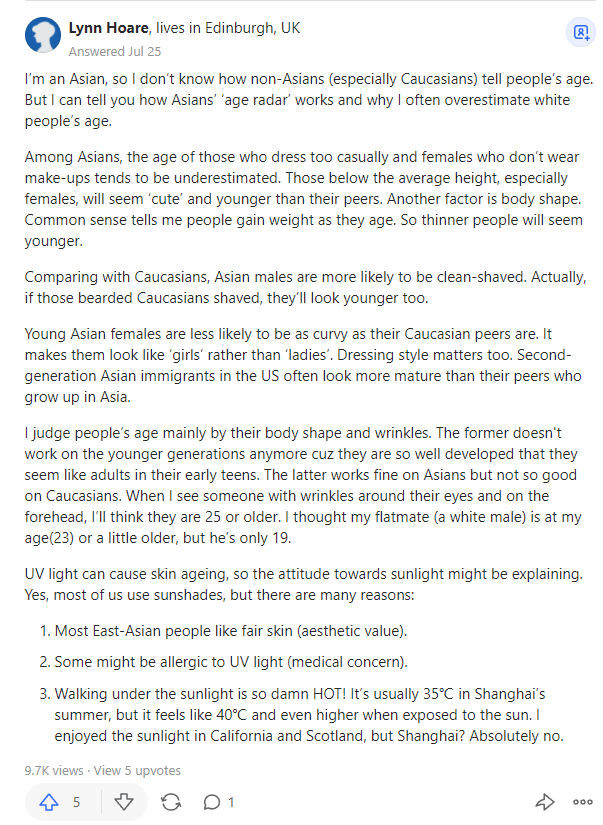 Lynn Hoare, lives in Edinburgh, UK
Answered Jul 25
I’m an Asian, so I don’t know how non-Asians (especially Caucasians) tell people’s age.
But I can tell you how Asians’ ‘age radar’ works and why I often overestimate white
people’s age.
Among Asians, the age of those who dress too casually and females who don’t wear
make-ups tends to be underestimated. Those below the average height, especially
females, will seem ‘cute’ and younger than their peers. Another factor is body shape.
Common sense tells me people gain weight as they age. So thinner people will seem
younger.
Comparing with Caucasians, Asian males are more likely to be clean-shaved. Actually,
if those bearded Caucasians shaved, they’ll look younger too.
Young Asian females are less likely to be as curvy as their Caucasian peers are. It
makes them look like ‘girls’ rather than ‘ladies’. Dressing style matters too. Second-
generation Asian immigrants in the US often look more mature than their peers who
grow up in Asia.
I judge people’s age mainly by their body shape and wrinkles. The former doesn't
work on the younger generations anymore cuz they are so well developed that they
seem like adults in their early teens. The latter works fine on Asians but not so good
on Caucasians. When I see someone with wrinkles around their eyes and on the
forehead, I’ll think they are 25 or older. I thought my flatmate (a white male) is at my
age(23) or a little older, but he’s only 19.
UV light can cause skin ageing, so the attitude towards sunlight might be explaining.
Yes, most of us use sunshades, but there are many reasons:
1. Most East-Asian people like fair skin (aesthetic value).
2. Some might be allergic to UV light (medical concern).
3. Walking under the sunlight is so damn HOT! It’s usually 35℃ in Shanghai’s
summer, but it feels like 40℃ and even higher when exposed to the sun. I
enjoyed the sunlight in California and Scotland, but Shanghai? Absolutely no.
9.7K views · View 5 upvotes
5 1